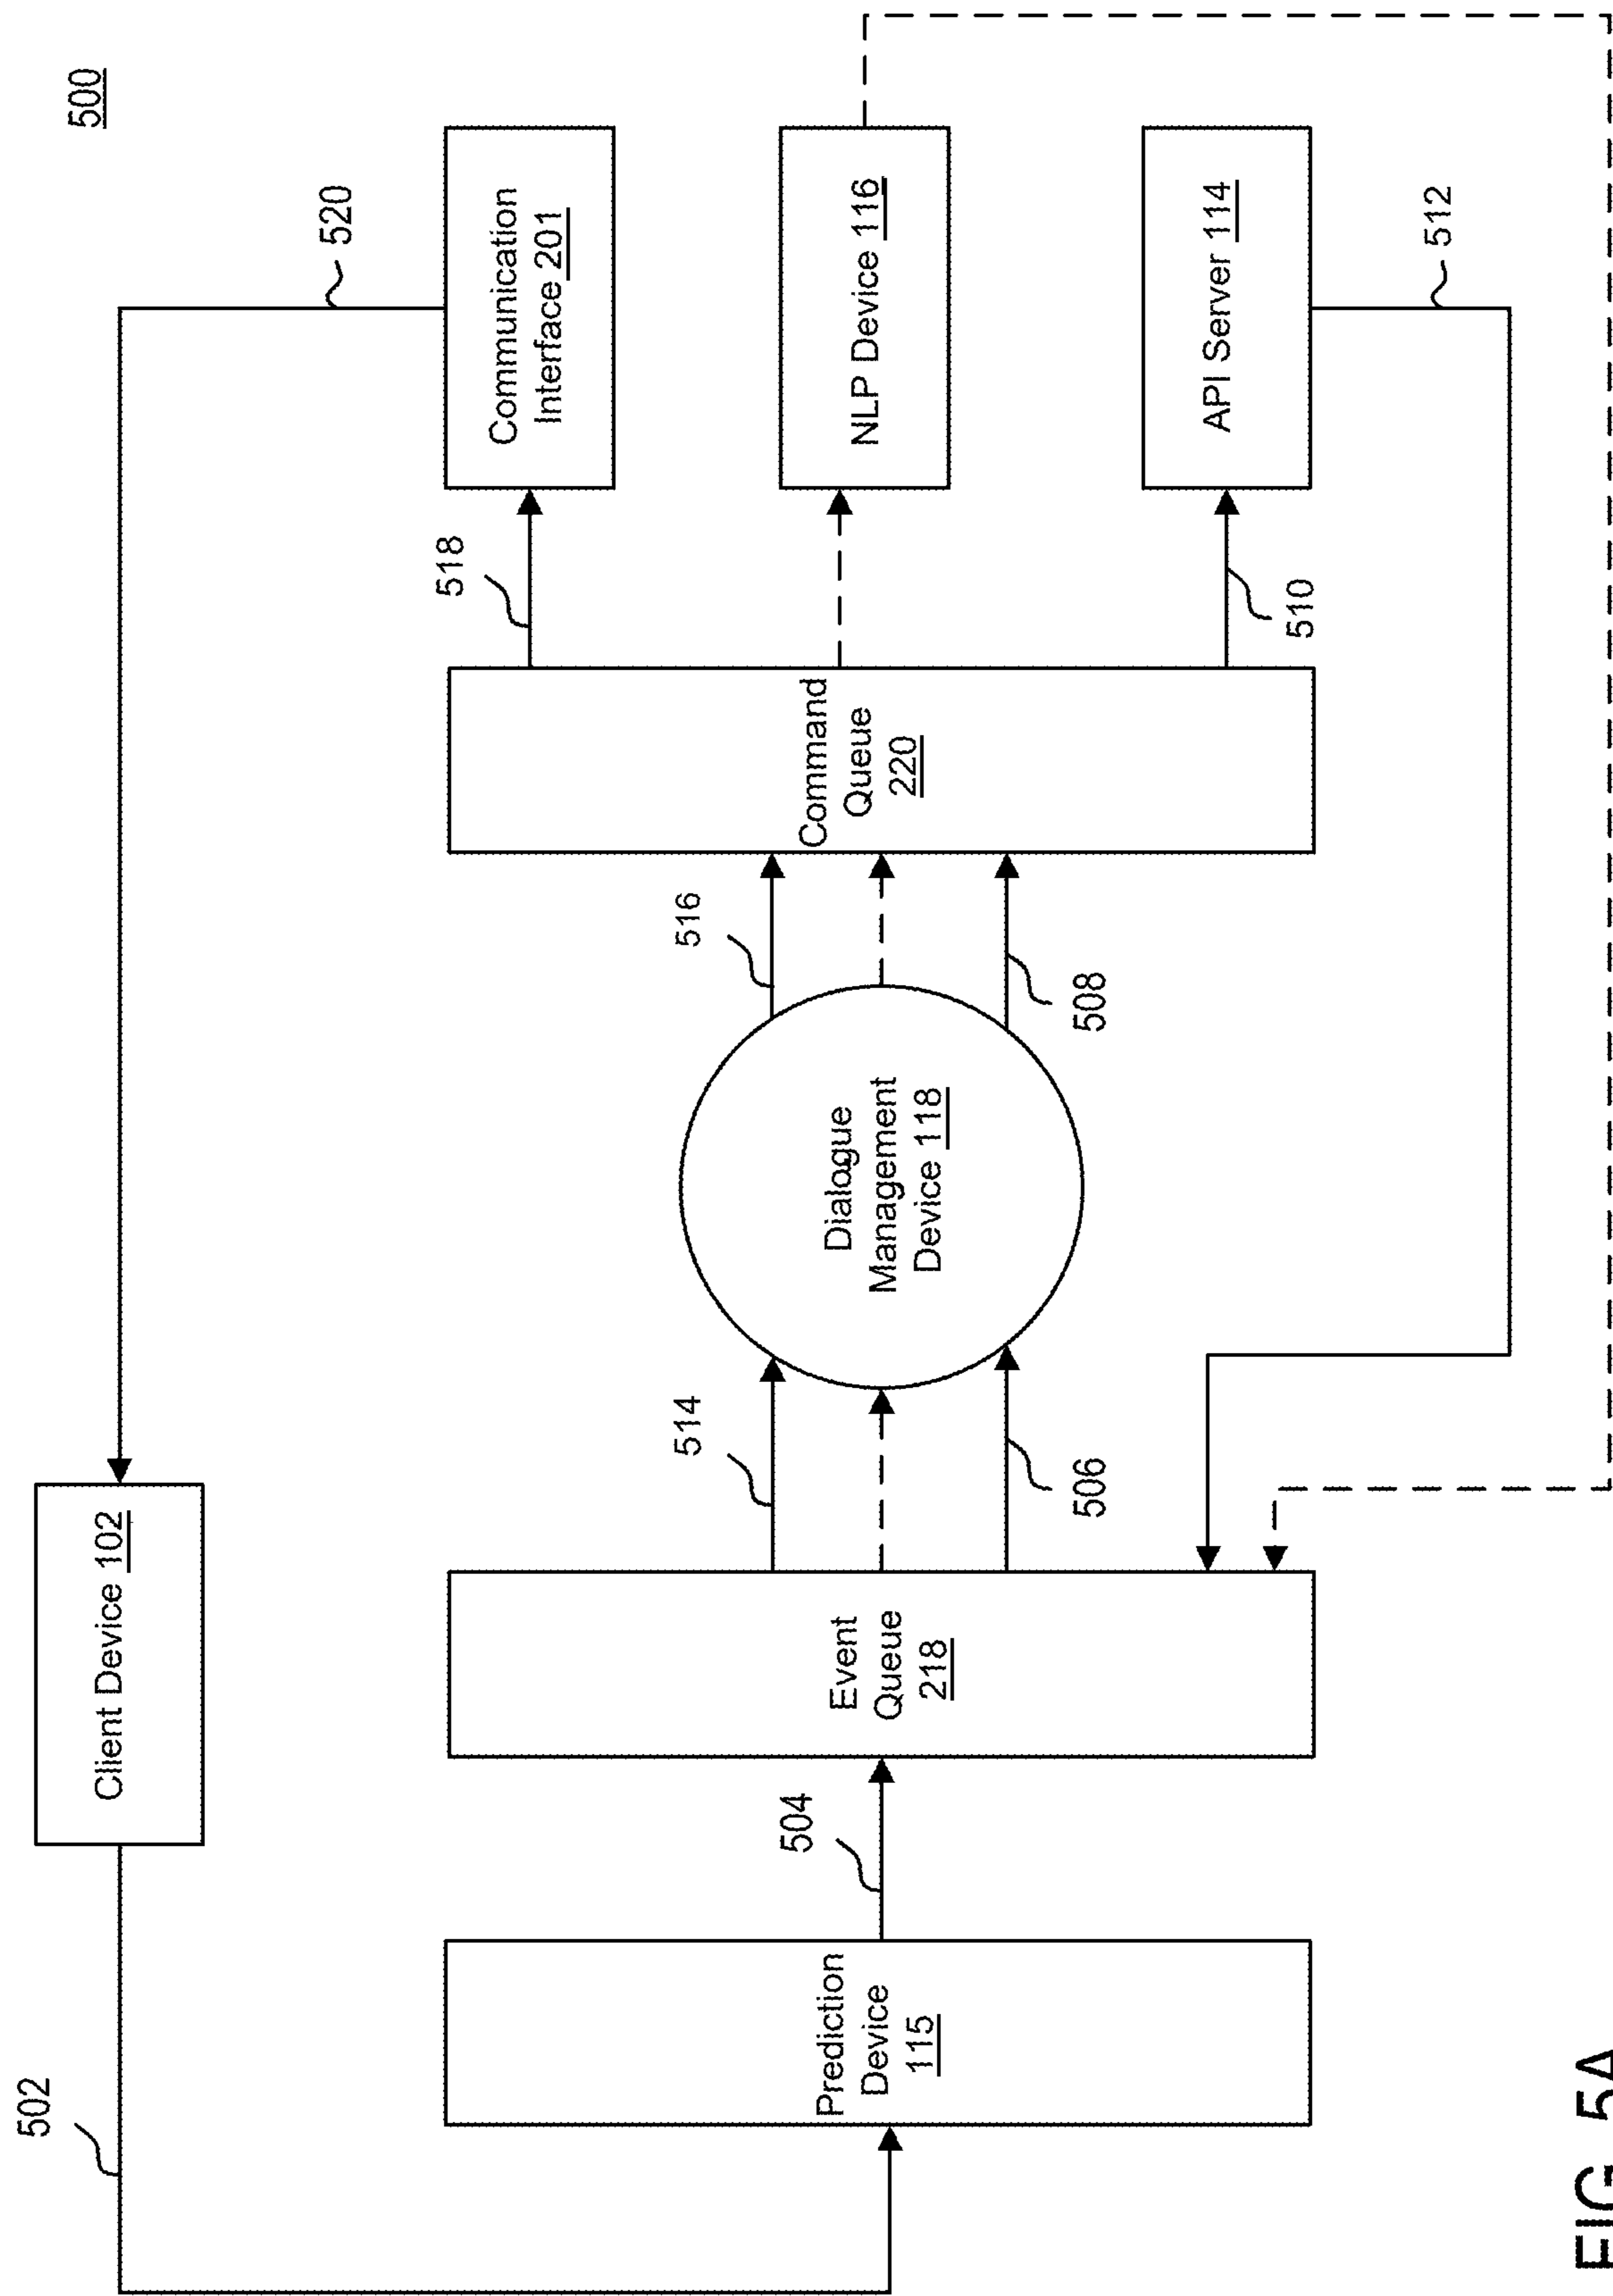 500
502
Client Device 102
520
Prediction
Device
115
504
Event
Queue
218
514
506
Dialogue
Management
Device 118
516
508
Command
Queue
220
518
510
Communication
Interface 201
NLP Device 116
API Server 114
512
FIG. 5A